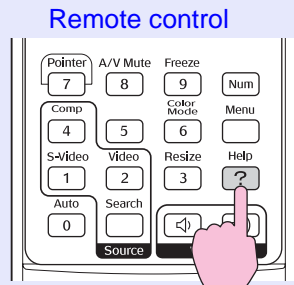 Remote control
Pointer A/V Mute Freeze
7 8 9 Num
Comp Color Mode Menu
4 5 6
S-Video Video Resize Help
1 2 3 ?
Auto Search
0
Source